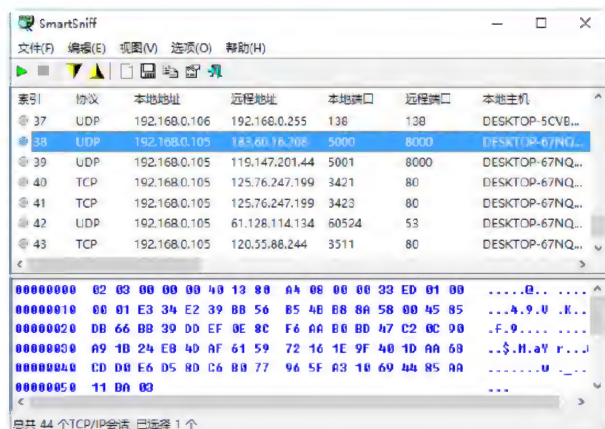 SmartSniff
文件(F) 编辑(E) 视图(V) 选项(O) 帮助(H)
索引 协议 本地地址 远程地址 本地端口 远程端口 本地主机
37 UDP 192.168.0.106 192.168.0.255 138 138 DESKTOP-5CVB...
38 UDP 192.168.0.105 183.60.16.208 5000 8000 DESKTOP-67NQ...
39 UDP 192.168.0.105 119.147.201.44 5001 8000 DESKTOP-67NQ...
40 TCP 192.168.0.105 125.76.247.199 3421 80 DESKTOP-67NQ...
41 TCP 192.168.0.105 125.76.247.199 3423 80 DESKTOP-67NQ...
42 UDP 192.168.0.105 61.128.114.134 60524 53 DESKTOP-67NQ...
43 TCP 192.168.0.105 120.55.88.244 3511 80 DESKTOP-67NQ...
00000000 02 03 00 00 00 40 13 80 A4 08 00 00 33 ED 01 00 .....@.. ....
00000010 00 01 E3 34 E2 39 BB 56 B5 4B B8 8A 58 00 45 85 ...4.9.V .K..
00000020 DB 66 BB 39 DD EF 0E 8C F6 AA B0 BD 47 C2 0C 90 .F.9.... ....
00000030 A9 1B 24 E8 4D AF 61 59 72 16 1E 9F 40 1D AA 68 ..$.M.aY r...
00000040 CD D0 E6 D5 8D C6 B0 77 96 5F A3 10 69 44 85 AA .......w ._..
00000050 11 BA 03 ...
总共 44 个TCP/IP会话, 已选择 1 个